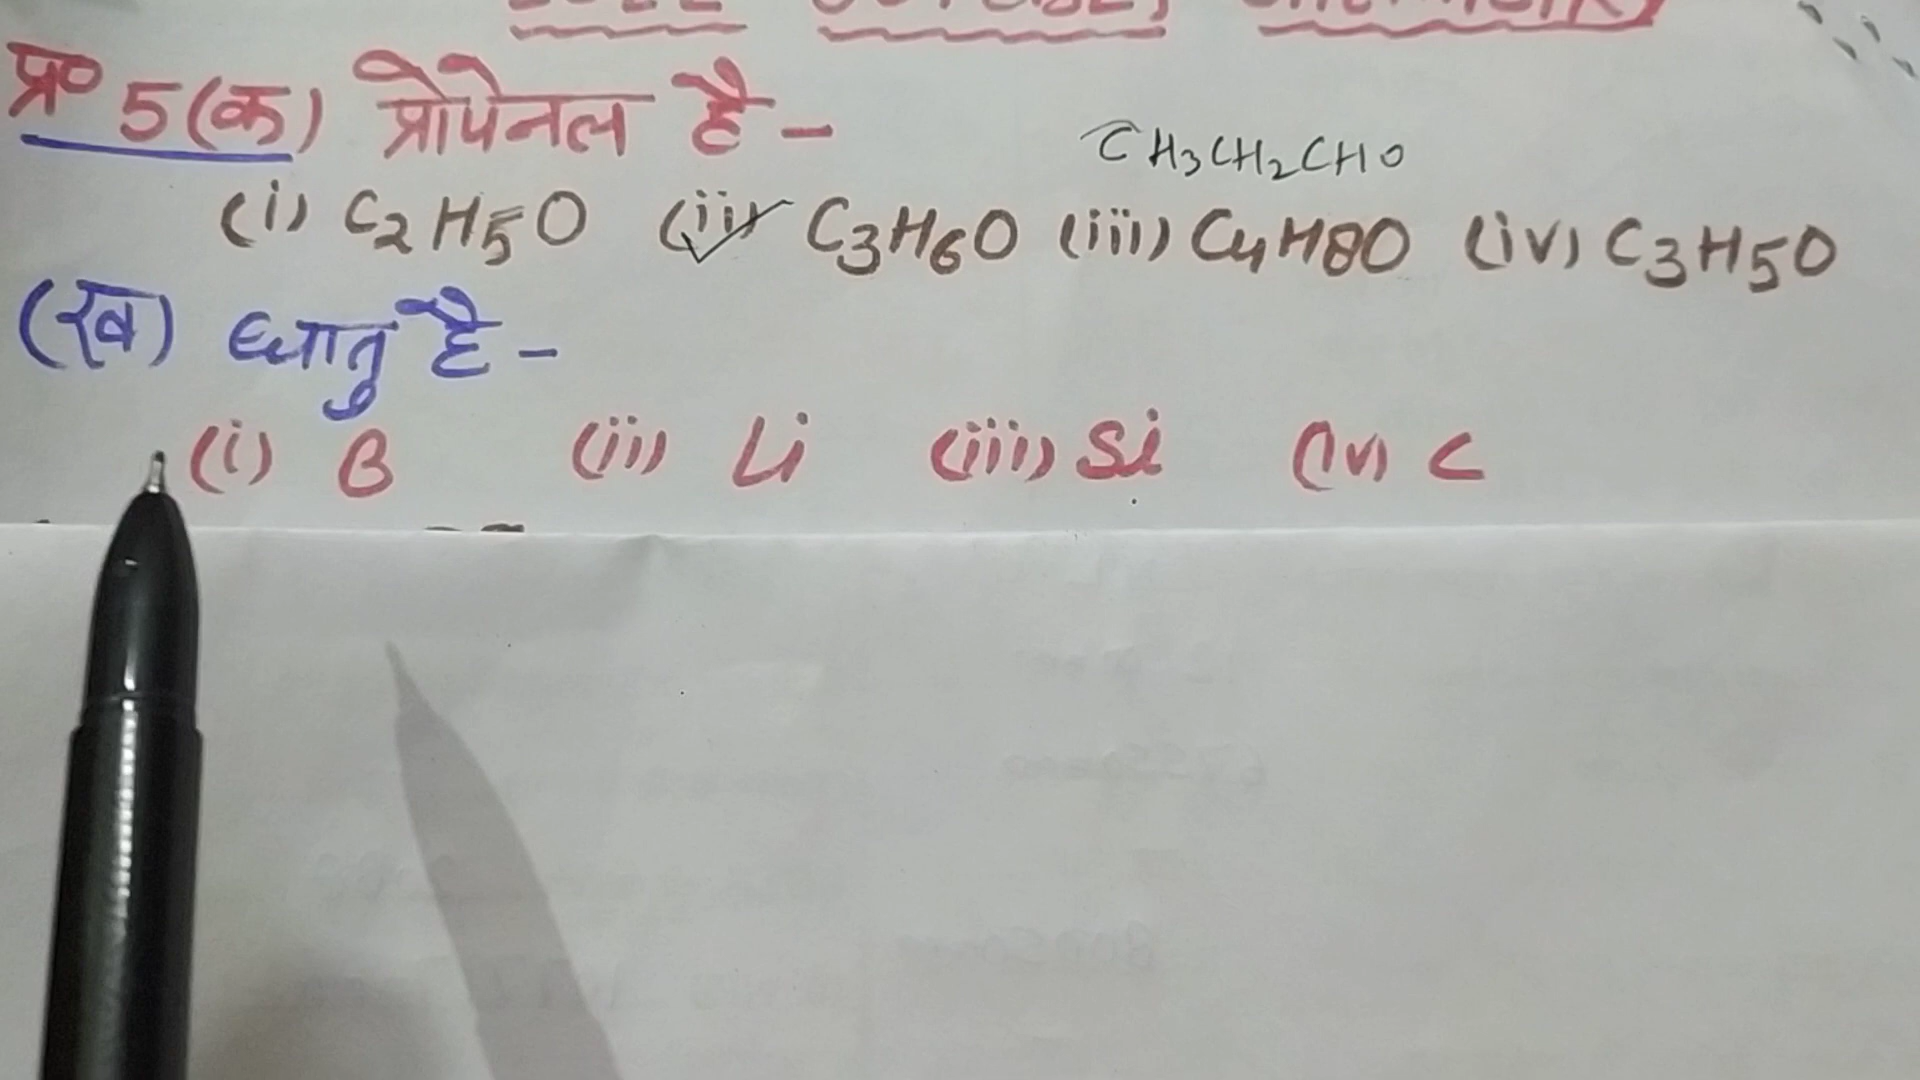 प्र० 5(क) प्रोपेनल है -
CH3CH2CHO
(i) C2H5O (ii) C3H6O (iii) C4H8O (iv) C3H5O
(ख) धातु है -
(i) B (ii) Li (iii) Si (iv) C